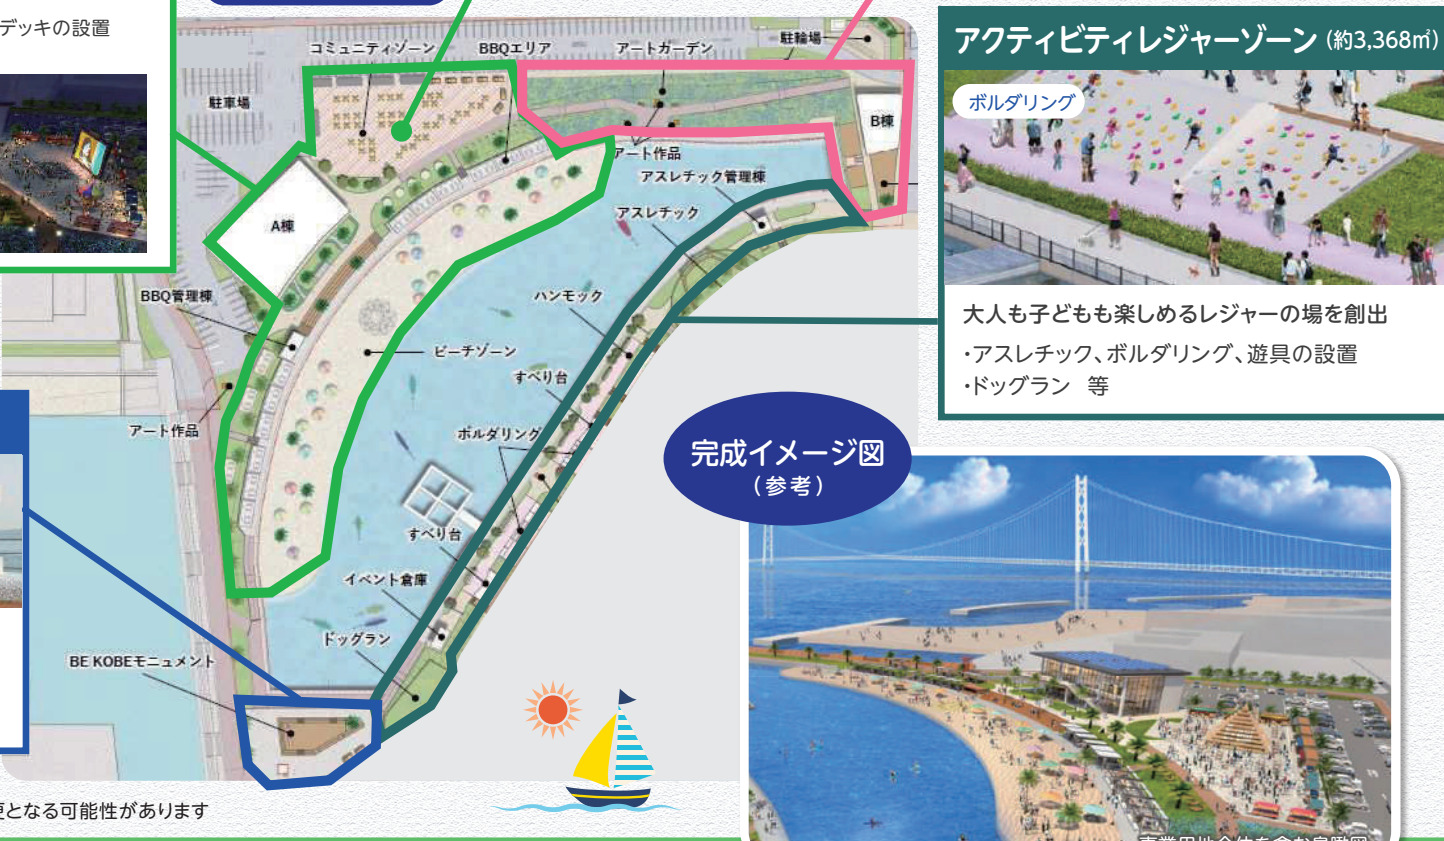 デッキの設置
コミュニティゾーン
BBQエリア
アートガーデン
駐輪場
駐車場
B棟
アート作品
アスレチック管理棟
アスレチック
A棟
BBQ管理棟
ハンモック
ビーチゾーン
すべり台
アート作品
ボルダリング
すべり台
イベント倉庫
ドッグラン
BE KOBEモニュメント
アクティビティレジャーゾーン (約3,368㎡)
ボルダリング
大人も子どもも楽しめるレジャーの場を創出
・アスレチック、ボルダリング、遊具の設置
・ドッグラン 等
完成イメージ図
(参考)
となる可能性があります